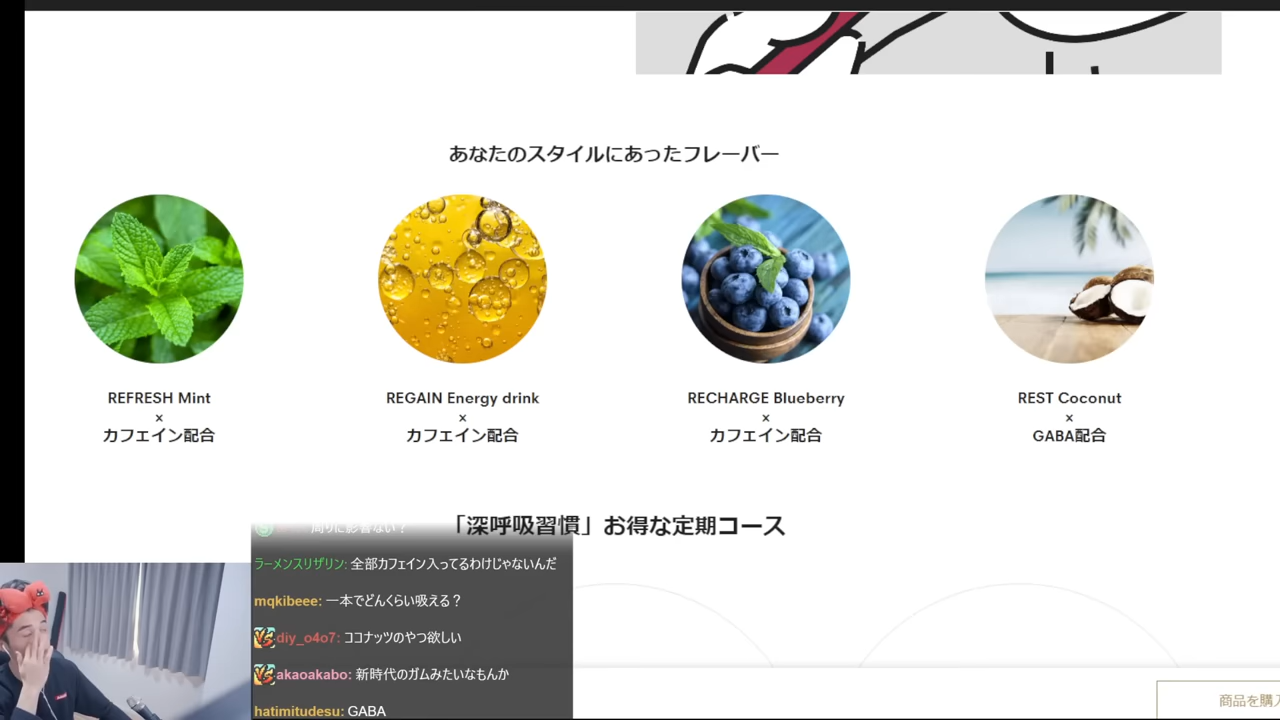 あなたのスタイルにあったフレーバー
REFRESH Mint
×
カフェイン配合
REGAIN Energy drink
×
カフェイン配合
RECHARGE Blueberry
×
カフェイン配合
REST Coconut
×
GABA配合
「深呼吸習慣」お得な定期コース
周りに影響ない？
ラーメンスリザリン: 全部カフェイン入ってるわけじゃないんだ
mqkibeee: 一本でどんくらい吸える？
diy_o4o7: ココナッツのやつ欲しい
akaoakabo: 新時代のガムみたいなもんか
hatimitudesu: GABA
商品を購入